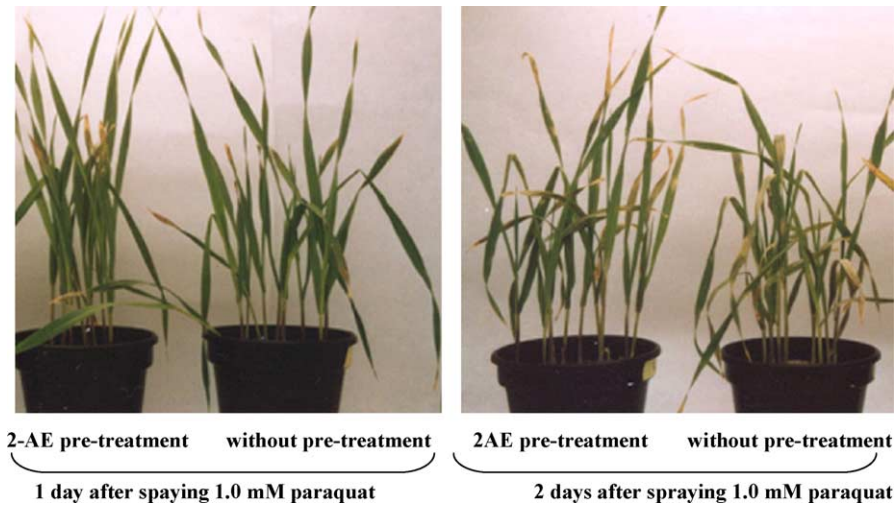 2-AE pre-treatment without pre-treatment 2AE pre-treatment without pre-treatment
1 day after spaying 1.0 mM paraquat 2 days after spraying 1.0 mM paraquat